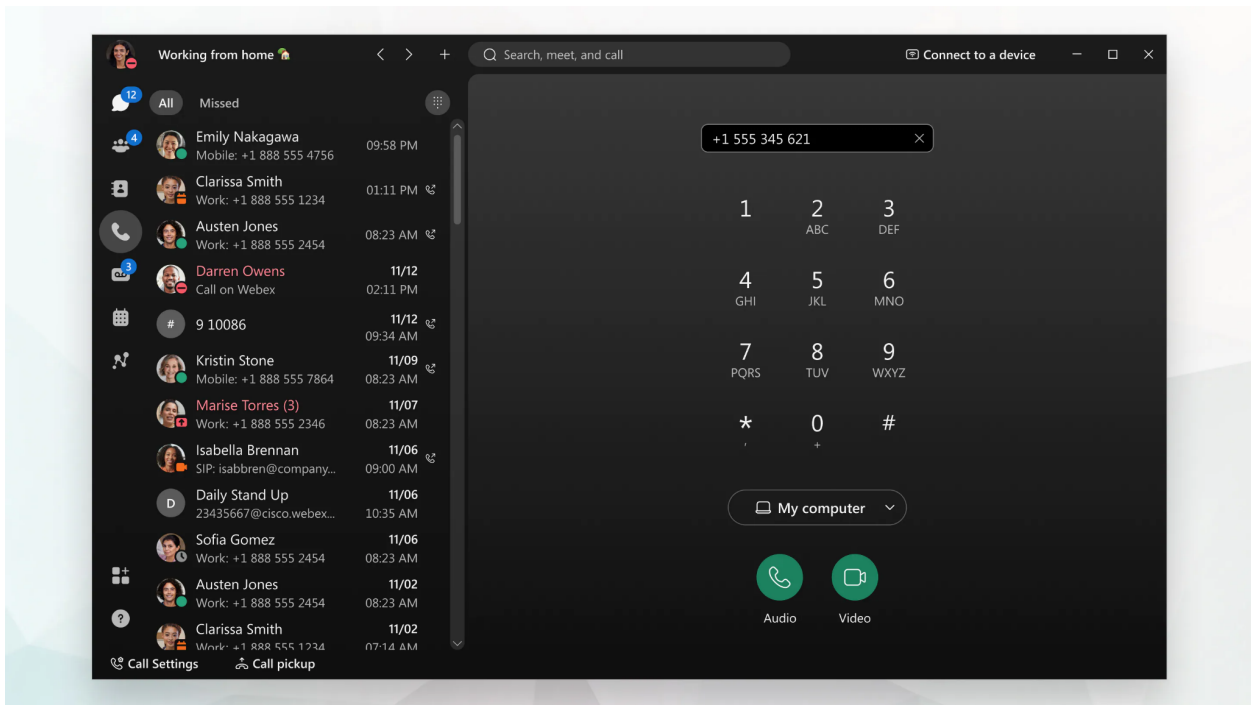 Working from home
Search, meet, and call
Connect to a device
12
All Missed
4
Emily Nakagawa
Mobile: +1 888 555 4756
09:58 PM
Clarissa Smith
Work: +1 888 555 1234
01:11 PM
Austen Jones
Work: +1 888 555 2454
08:23 AM
3
Darren Owens
Call on Webex
11/12
02:11 PM
#
9 10086
11/12
09:34 AM
Kristin Stone
Mobile: +1 888 555 7864
11/09
08:23 AM
Marise Torres (3)
Work: +1 888 555 2346
11/07
08:23 AM
Isabella Brennan
SIP: isabbren@company...
11/06
09:00 AM
D
Daily Stand Up
23435667@cisco.webex...
11/06
10:35 AM
Sofia Gomez
Work: +1 888 555 2454
11/06
08:23 AM
Austen Jones
Work: +1 888 555 2454
11/02
08:23 AM
Clarissa Smith
Work: +1 888 555 1234
11/02
07:14 AM
?
Call Settings
Call pickup
+1 555 345 621
1
2
ABC
3
DEF
4
GHI
5
JKL
6
MNO
7
PQRS
8
TUV
9
WXYZ
*
,
0
+
#
My computer
Audio
Video